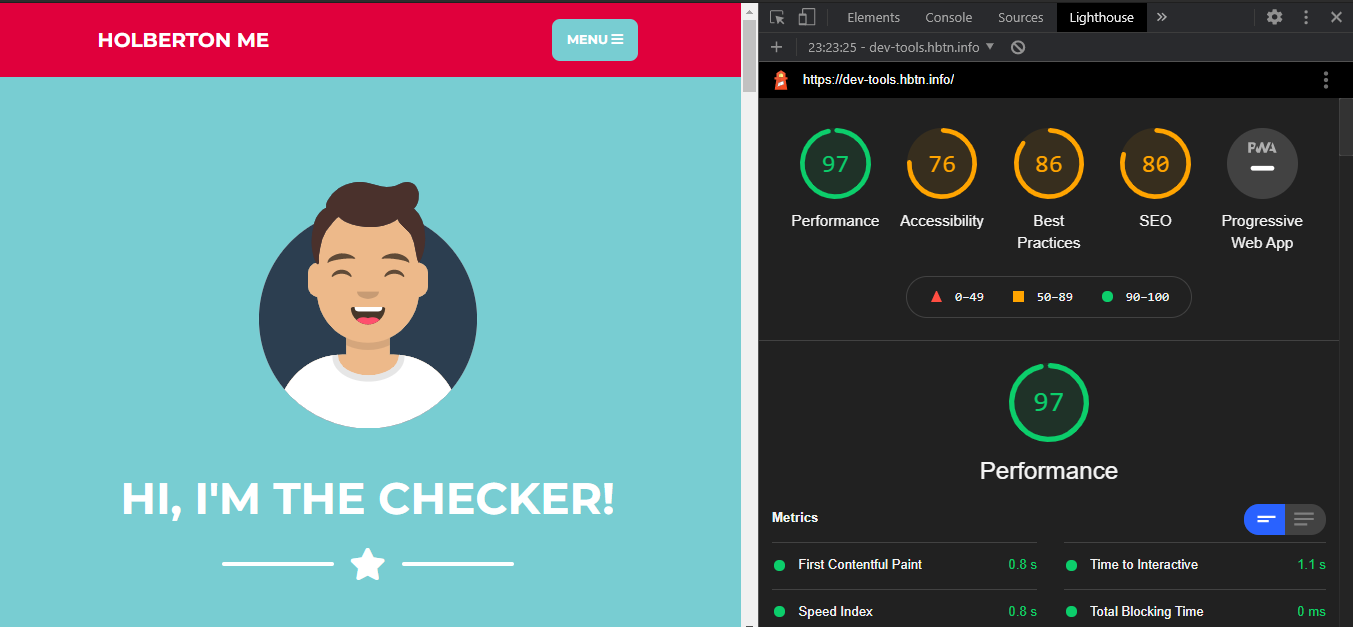 HOLBERTON ME
MENU
HI, I'M THE CHECKER!
Elements Console Sources Lighthouse »
23:23:25 - dev-tools.hbtn.info
https://dev-tools.hbtn.info/
97 76 86 80 PWA
Performance Accessibility Best Practices SEO Progressive Web App
0–49 50–89 90–100
97
Performance
Metrics
First Contentful Paint 0.8 s Time to Interactive 1.1 s
Speed Index 0.8 s Total Blocking Time 0 ms